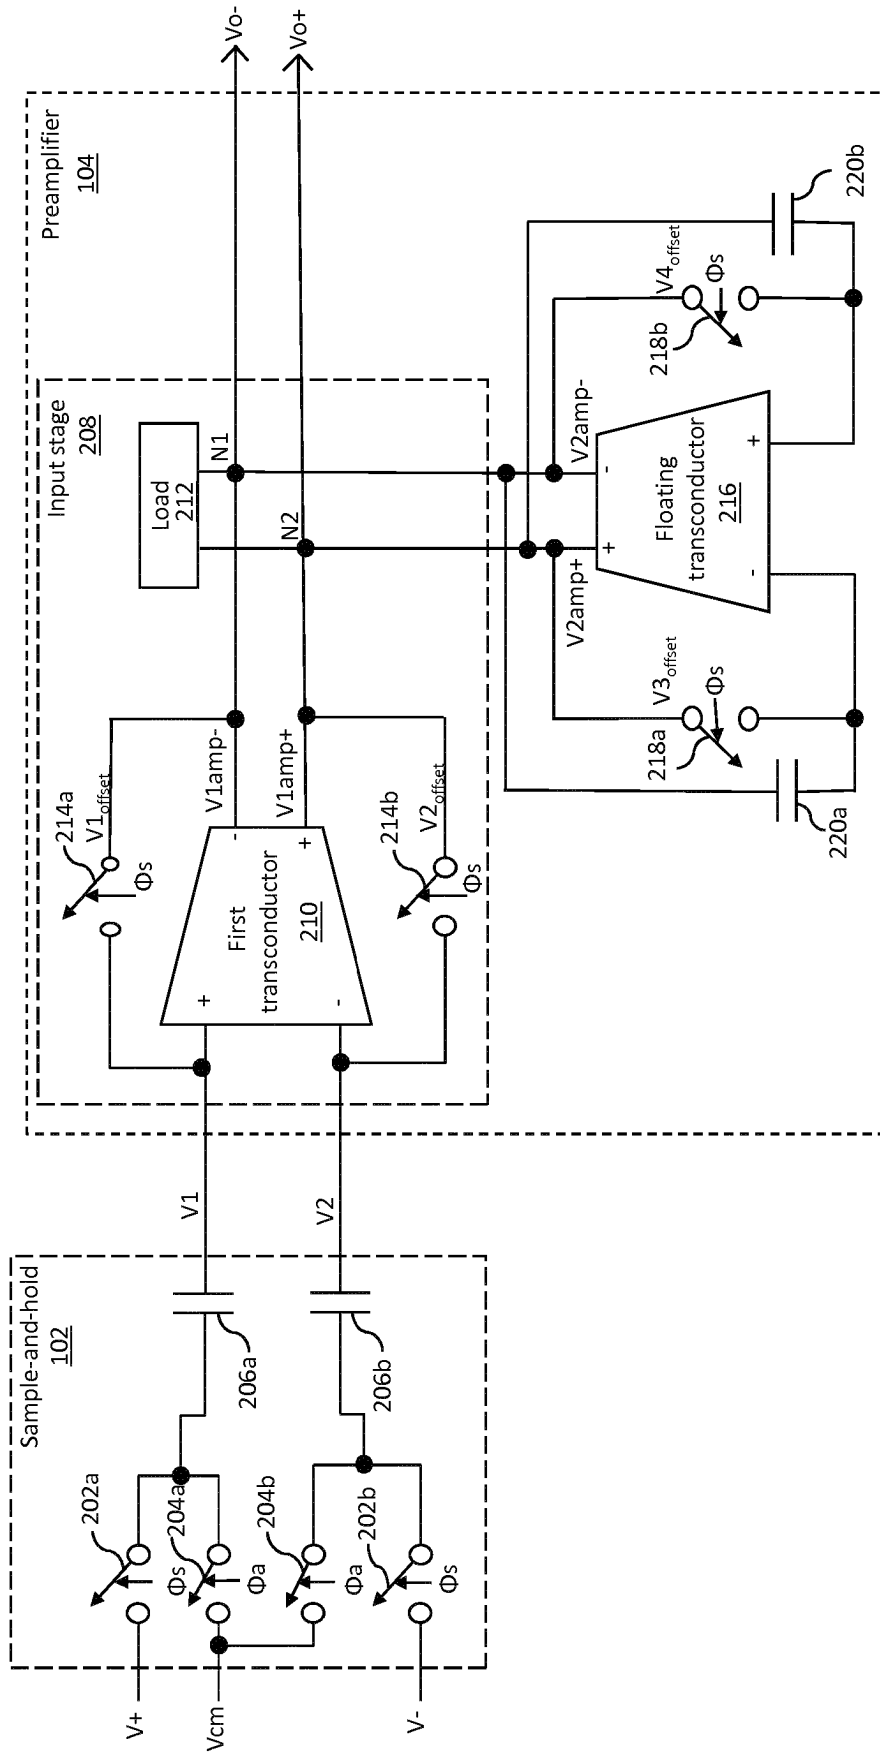 V+
Vcm
V-
Sample-and-hold
102
202a
Φs
204a
Φa
204b
Φa
202b
Φs
206a
206b
V1
V2
Preamplifier
104
Input stage
208
214a
V1offset
Φs
First
transconductor
210
+
-
-
+
V1amp-
V1amp+
214b
V2offset
Φs
Load
212
N1
N2
Vo-
Vo+
V2amp+
V2amp-
+
-
Floating
transconductor
216
-
+
V3offset
Φs
218a
220a
V4offset
Φs
218b
220b